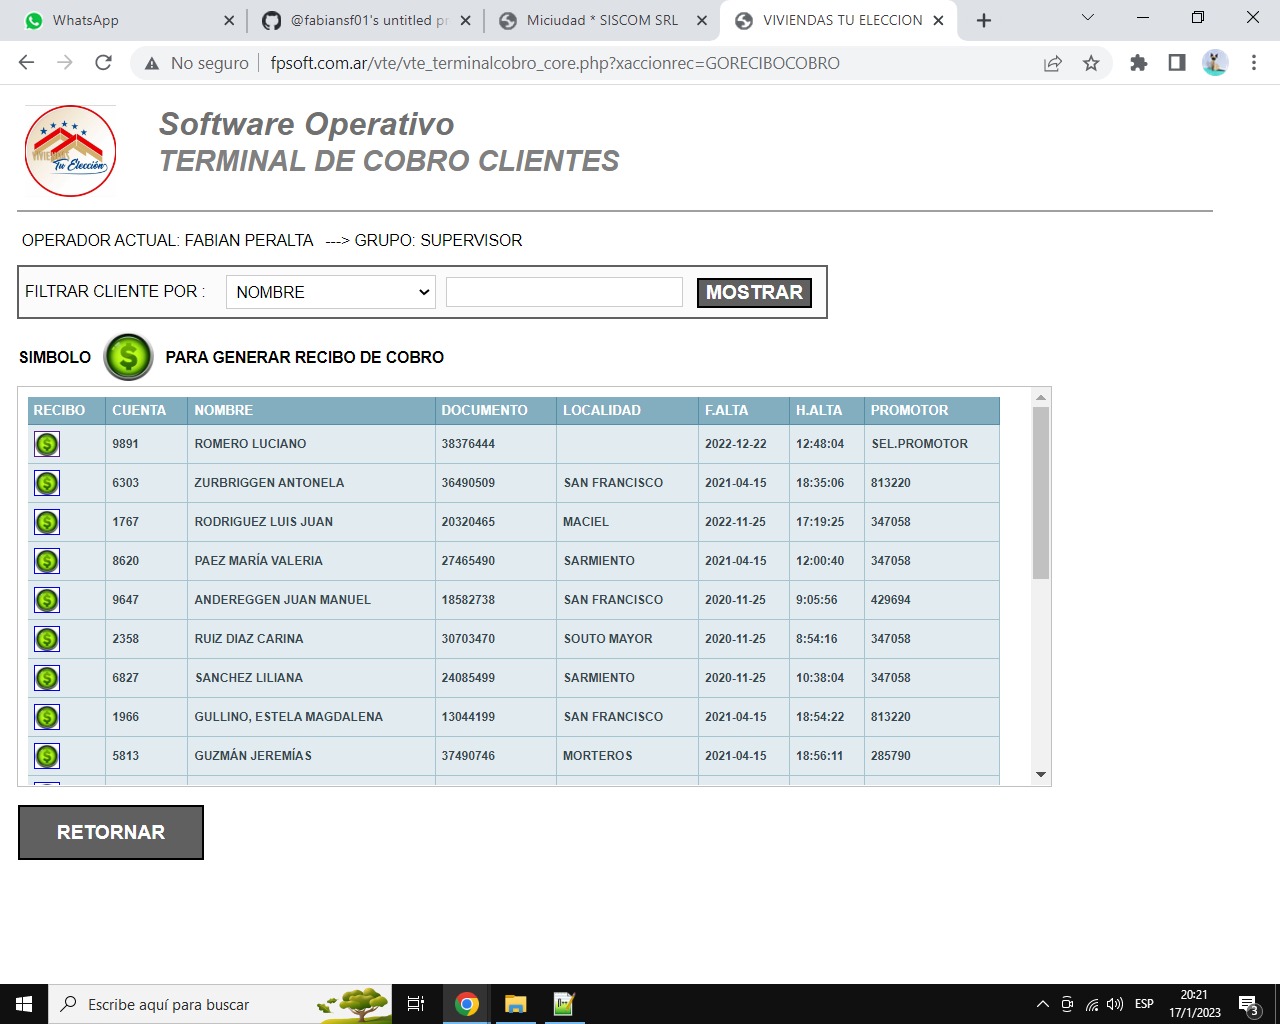 WhatsApp
@fabiansf01's untitled pr
Miciudad * SISCOM SRL
VIVIENDAS TU ELECCION
No seguro
fpsoft.com.ar/vte/vte_terminalcobro_core.php?xaccionrec=GORECIBOCOBRO
VIVIENDAS
Tu Elección
Software Operativo
TERMINAL DE COBRO CLIENTES
OPERADOR ACTUAL: FABIAN PERALTA ---> GRUPO: SUPERVISOR
FILTRAR CLIENTE POR : NOMBRE MOSTRAR
SIMBOLO $ PARA GENERAR RECIBO DE COBRO
RECIBO CUENTA NOMBRE DOCUMENTO LOCALIDAD F.ALTA H.ALTA PROMOTOR
$ 9891 ROMERO LUCIANO 38376444 2022-12-22 12:48:04 SEL.PROMOTOR
$ 6303 ZURBRIGGEN ANTONELA 36490509 SAN FRANCISCO 2021-04-15 18:35:06 813220
$ 1767 RODRIGUEZ LUIS JUAN 20320465 MACIEL 2022-11-25 17:19:25 347058
$ 8620 PAEZ MARÍA VALERIA 27465490 SARMIENTO 2021-04-15 12:00:40 347058
$ 9647 ANDEREGGEN JUAN MANUEL 18582738 SAN FRANCISCO 2020-11-25 9:05:56 429694
$ 2358 RUIZ DIAZ CARINA 30703470 SOUTO MAYOR 2020-11-25 8:54:16 347058
$ 6827 SANCHEZ LILIANA 24085499 SARMIENTO 2020-11-25 10:38:04 347058
$ 1966 GULLINO, ESTELA MAGDALENA 13044199 SAN FRANCISCO 2021-04-15 18:54:22 813220
$ 5813 GUZMÁN JEREMÍAS 37490746 MORTEROS 2021-04-15 18:56:11 285790
RETORNAR
Escribe aquí para buscar
ESP
20:21
17/1/2023
3